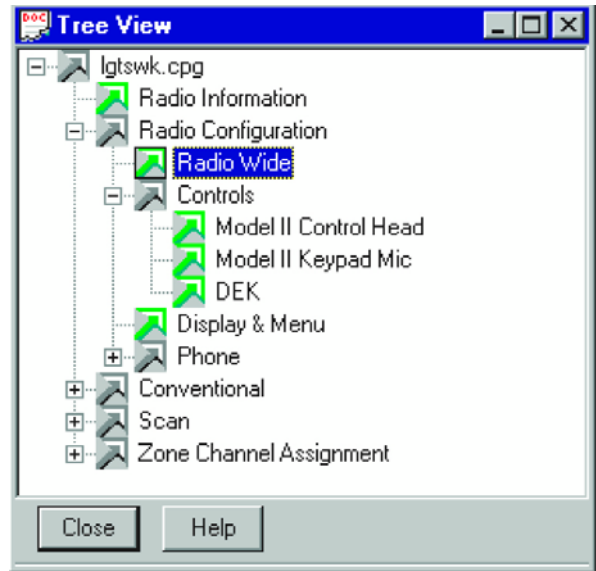 DOC Tree View
lgtswk.cpg
Radio Information
Radio Configuration
Radio Wide
Controls
Model II Control Head
Model II Keypad Mic
DEK
Display & Menu
Phone
Conventional
Scan
Zone Channel Assignment
Close Help